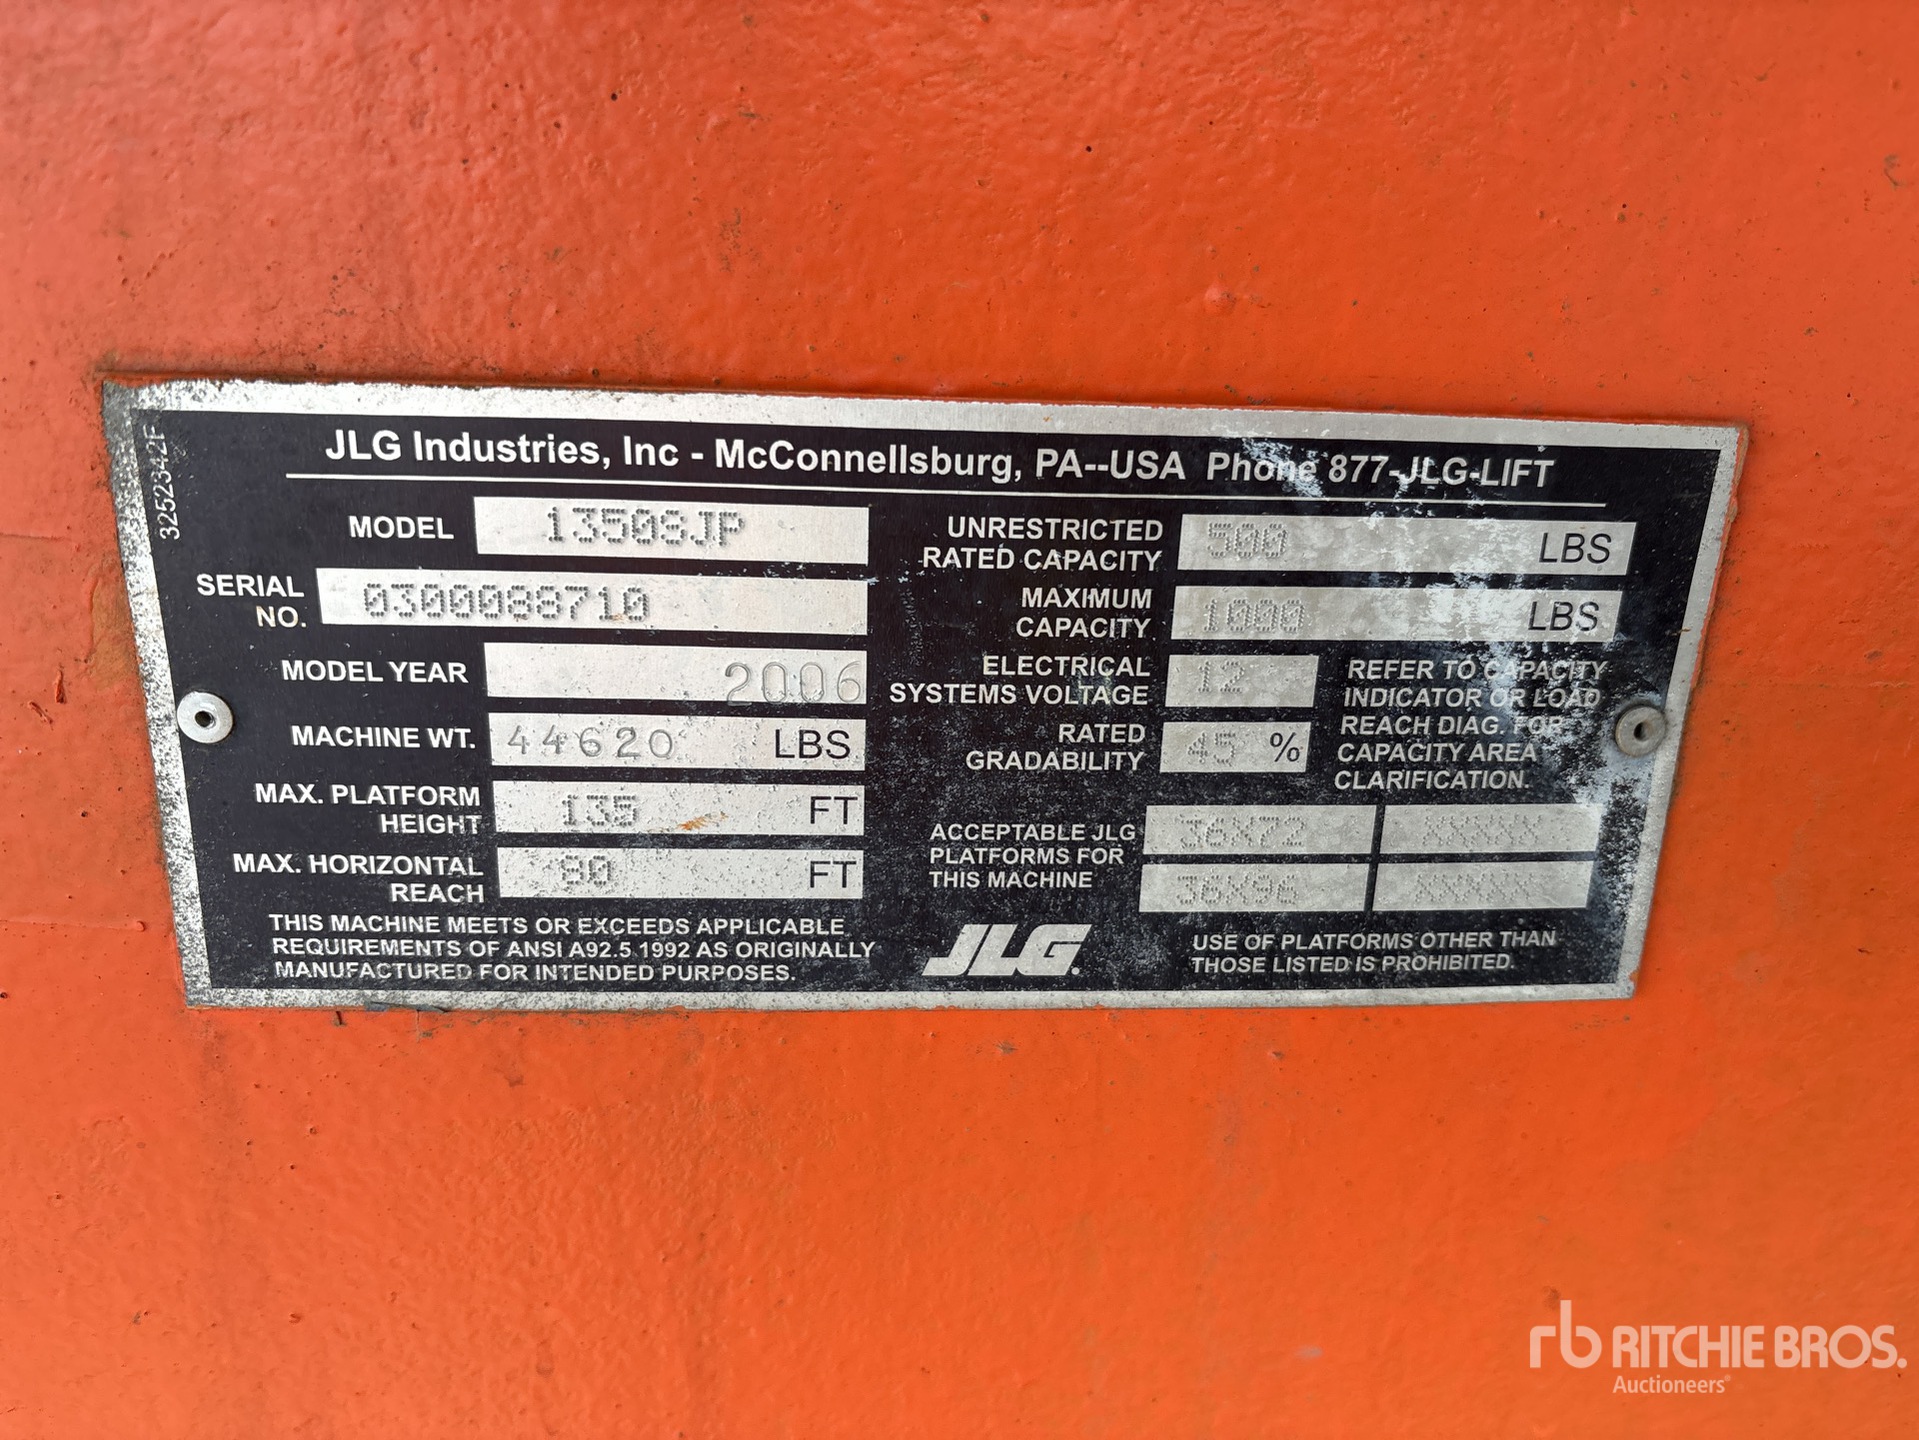 3252342F
JLG Industries, Inc - McConnellsburg, PA--USA Phone 877-JLG-LIFT
MODEL 1350SJP
SERIAL NO. 0300088710
MODEL YEAR 2006
MACHINE WT. 44620 LBS
MAX. PLATFORM HEIGHT 135 FT
MAX. HORIZONTAL REACH 80 FT
THIS MACHINE MEETS OR EXCEEDS APPLICABLE
REQUIREMENTS OF ANSI A92.5 1992 AS ORIGINALLY
MANUFACTURED FOR INTENDED PURPOSES.
UNRESTRICTED RATED CAPACITY 500 LBS
MAXIMUM CAPACITY 1000 LBS
ELECTRICAL SYSTEMS VOLTAGE 12
RATED GRADABILITY 45 %
REFER TO CAPACITY
INDICATOR OR LOAD
REACH DIAG. FOR
CAPACITY AREA
CLARIFICATION.
ACCEPTABLE JLG
PLATFORMS FOR
THIS MACHINE
36X72 XXXXX
36X96 XXXXX
JLG®
USE OF PLATFORMS OTHER THAN
THOSE LISTED IS PROHIBITED.
rb RITCHIE BROS.
Auctioneers®